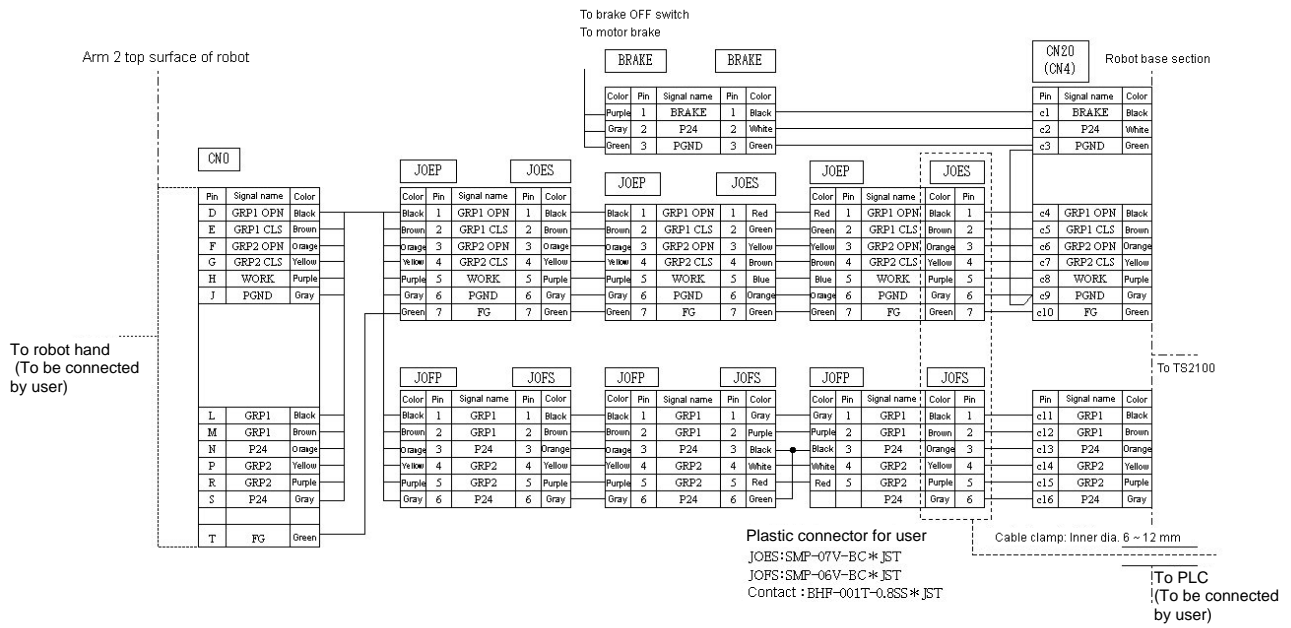 To brake OFF switch
To motor brake
Arm 2 top surface of robot
BRAKE BRAKE
CN20
(CN4)
Robot base section
Color Pin Signal name Pin Color
Purple 1 BRAKE 1 Black
Gray 2 P24 2 White
Green 3 PGND 3 Green
Pin Signal name Color
c1 BRAKE Black
c2 P24 White
c3 PGND Green
CN0
Pin Signal name Color
D GRP1 OPN Black
E GRP1 CLS Brown
F GRP2 OPN Orange
G GRP2 CLS Yellow
H WORK Purple
J PGND Gray
JOEP JOES
Color Pin Signal name Pin Color
Black 1 GRP1 OPN 1 Black
Brown 2 GRP1 CLS 2 Brown
Orange 3 GRP2 OPN 3 Orange
Yellow 4 GRP2 CLS 4 Yellow
Purple 5 WORK 5 Purple
Gray 6 PGND 6 Gray
Green 7 FG 7 Green
JOEP JOES
Color Pin Signal name Pin Color
Black 1 GRP1 OPN 1 Red
Brown 2 GRP1 CLS 2 Green
Orange 3 GRP2 OPN 3 Yellow
Yellow 4 GRP2 CLS 4 Brown
Purple 5 WORK 5 Blue
Gray 6 PGND 6 Orange
Green 7 FG 7 Green
JOEP JOES
Color Pin Signal name Color Pin
Red 1 GRP1 OPN Black 1
Green 2 GRP1 CLS Brown 2
Yellow 3 GRP2 OPN Orange 3
Brown 4 GRP2 CLS Yellow 4
Blue 5 WORK Purple 5
Orange 6 PGND Gray 6
Green 7 FG Green 7
c4 GRP1 OPN Black
c5 GRP1 CLS Brown
c6 GRP2 OPN Orange
c7 GRP2 CLS Yellow
c8 WORK Purple
c9 PGND Gray
c10 FG Green
To robot hand
(To be connected
by user)
To TS2100
L GRP1 Black
M GRP1 Brown
N P24 Orange
P GRP2 Yellow
R GRP2 Purple
S P24 Gray
T FG Green
JOFP JOFS
Color Pin Signal name Pin Color
Black 1 GRP1 1 Black
Brown 2 GRP1 2 Brown
Orange 3 P24 3 Orange
Yellow 4 GRP2 4 Yellow
Purple 5 GRP2 5 Purple
Gray 6 P24 6 Gray
JOFP JOFS
Color Pin Signal name Pin Color
Black 1 GRP1 1 Gray
Brown 2 GRP1 2 Purple
Orange 3 P24 3 Black
Yellow 4 GRP2 4 White
Purple 5 GRP2 5 Red
Gray 6 P24 6 Green
JOFP JOFS
Color Pin Signal name Color Pin
Gray 1 GRP1 Black 1
Purple 2 GRP1 Brown 2
Black 3 P24 Orange 3
White 4 GRP2 Yellow 4
Red 5 GRP2 Purple 5
P24 Gray 6
Pin Signal name Color
c11 GRP1 Black
c12 GRP1 Brown
c13 P24 Orange
c14 GRP2 Yellow
c15 GRP2 Purple
c16 P24 Gray
Plastic connector for user
JOES:SMP-07V-BC*JST
JOFS:SMP-06V-BC*JST
Contact :BHF-001T-0.8SS*JST
Cable clamp: Inner dia. 6 ~ 12 mm
To PLC
(To be connected
by user)